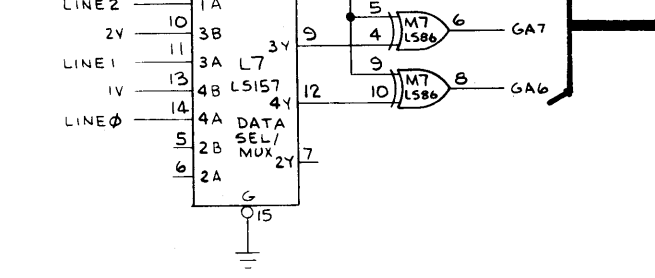 LINE2 1A
5 M7 LS86 6 GA7
10 2V 3B
3Y 9 4
11 LINE1 3A
L7
LS157
9 M7 LS86 8 GA6
13 1V 4B
4Y 12 10
14 LINEØ 4A
DATA
SEL/
MUX
5 2B
2Y 7
6 2A
G
15